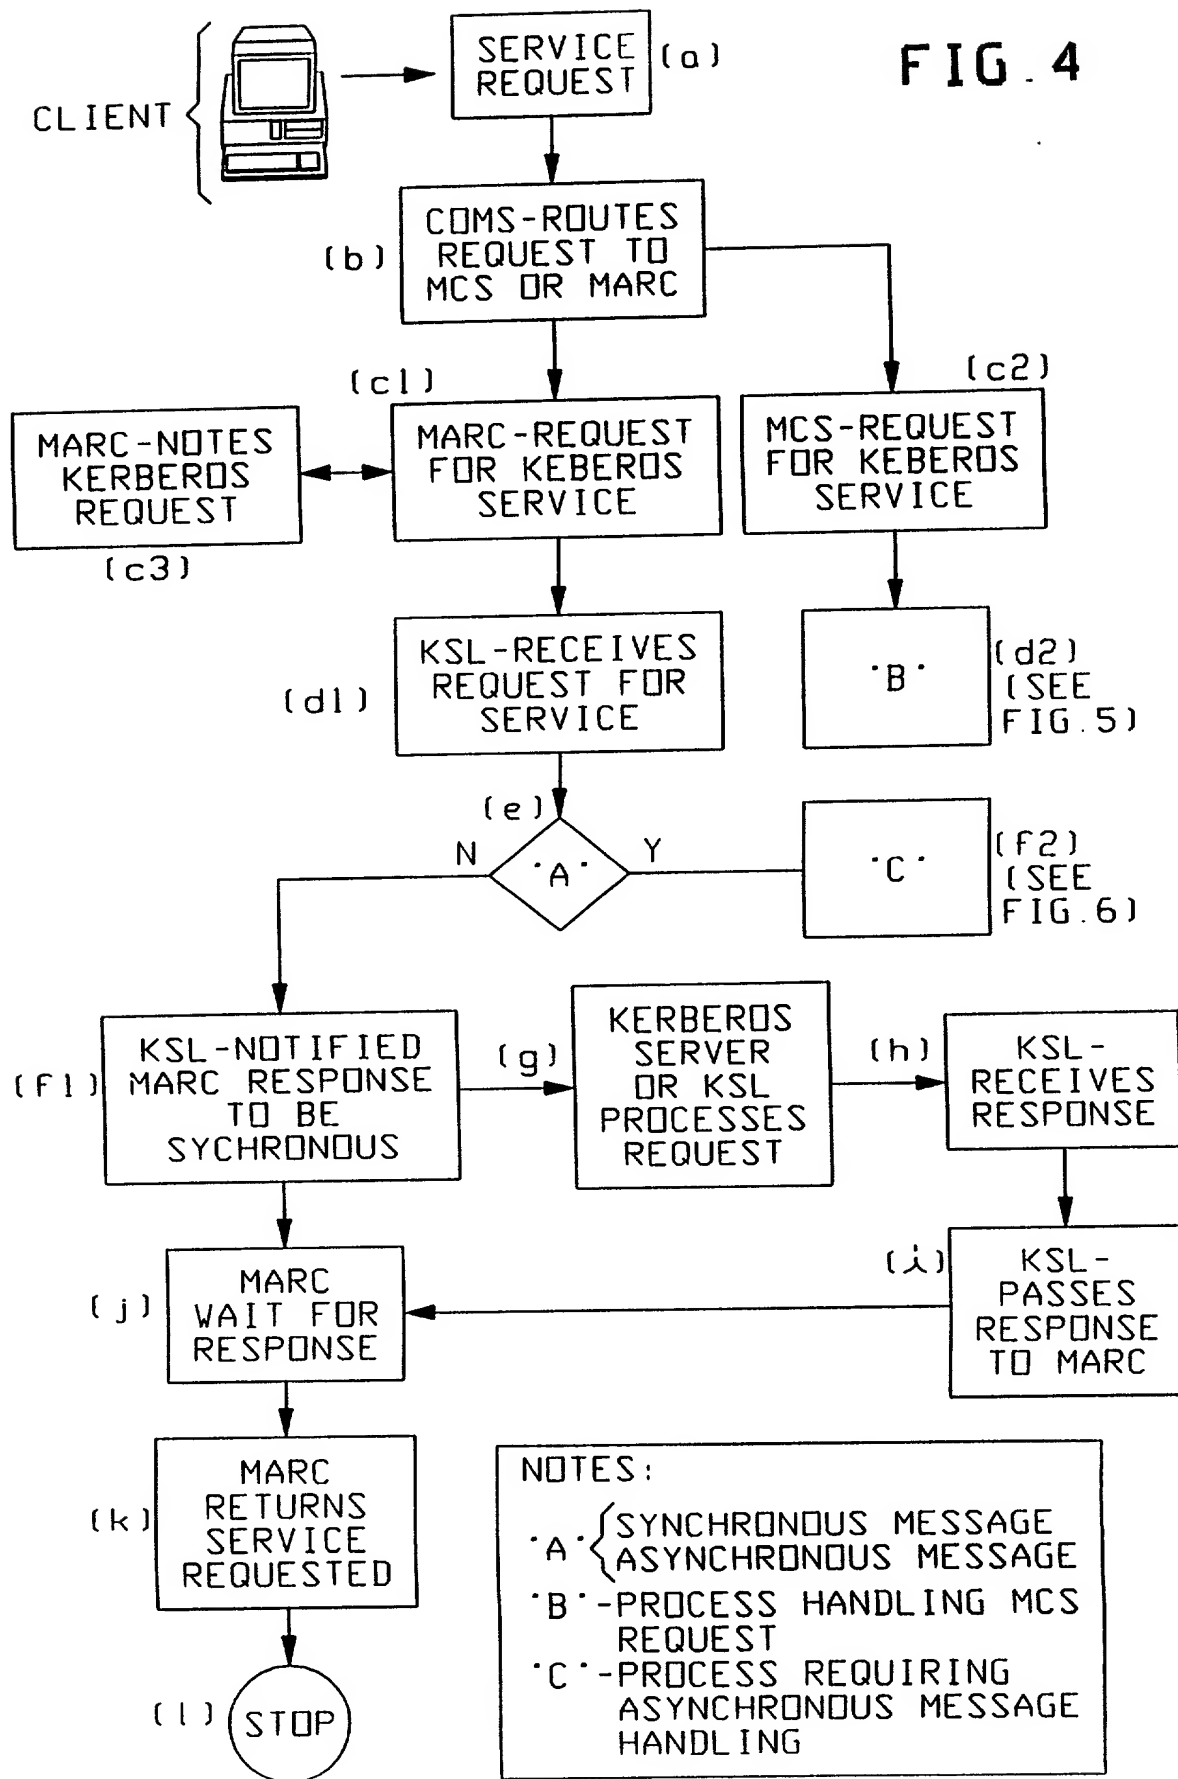 FIG.4
CLIENT
SERVICE
REQUEST
(a)
(b)
COMS-ROUTES
REQUEST TO
MCS OR MARC
(c1)
(c2)
MARC-NOTES
KERBEROS
REQUEST
(c3)
MARC-REQUEST
FOR KEBEROS
SERVICE
MCS-REQUEST
FOR KEBEROS
SERVICE
(d1)
KSL-RECEIVES
REQUEST FOR
SERVICE
"B"
(d2)
(SEE
FIG.5)
(e)
N
"A"
Y
"C"
(f2)
(SEE
FIG.6)
(f1)
KSL-NOTIFIED
MARC RESPONSE
TO BE
SYCHRONOUS
(g)
KERBEROS
SERVER
OR KSL
PROCESSES
REQUEST
(h)
KSL-
RECEIVES
RESPONSE
(j)
MARC
WAIT FOR
RESPONSE
(i)
KSL-
PASSES
RESPONSE
TO MARC
(k)
MARC
RETURNS
SERVICE
REQUESTED
(l)
STOP
NOTES:
"A" { SYNCHRONOUS MESSAGE
ASYNCHRONOUS MESSAGE
"B"-PROCESS HANDLING MCS
REQUEST
"C"-PROCESS REQUIRING
ASYNCHRONOUS MESSAGE
HANDLING